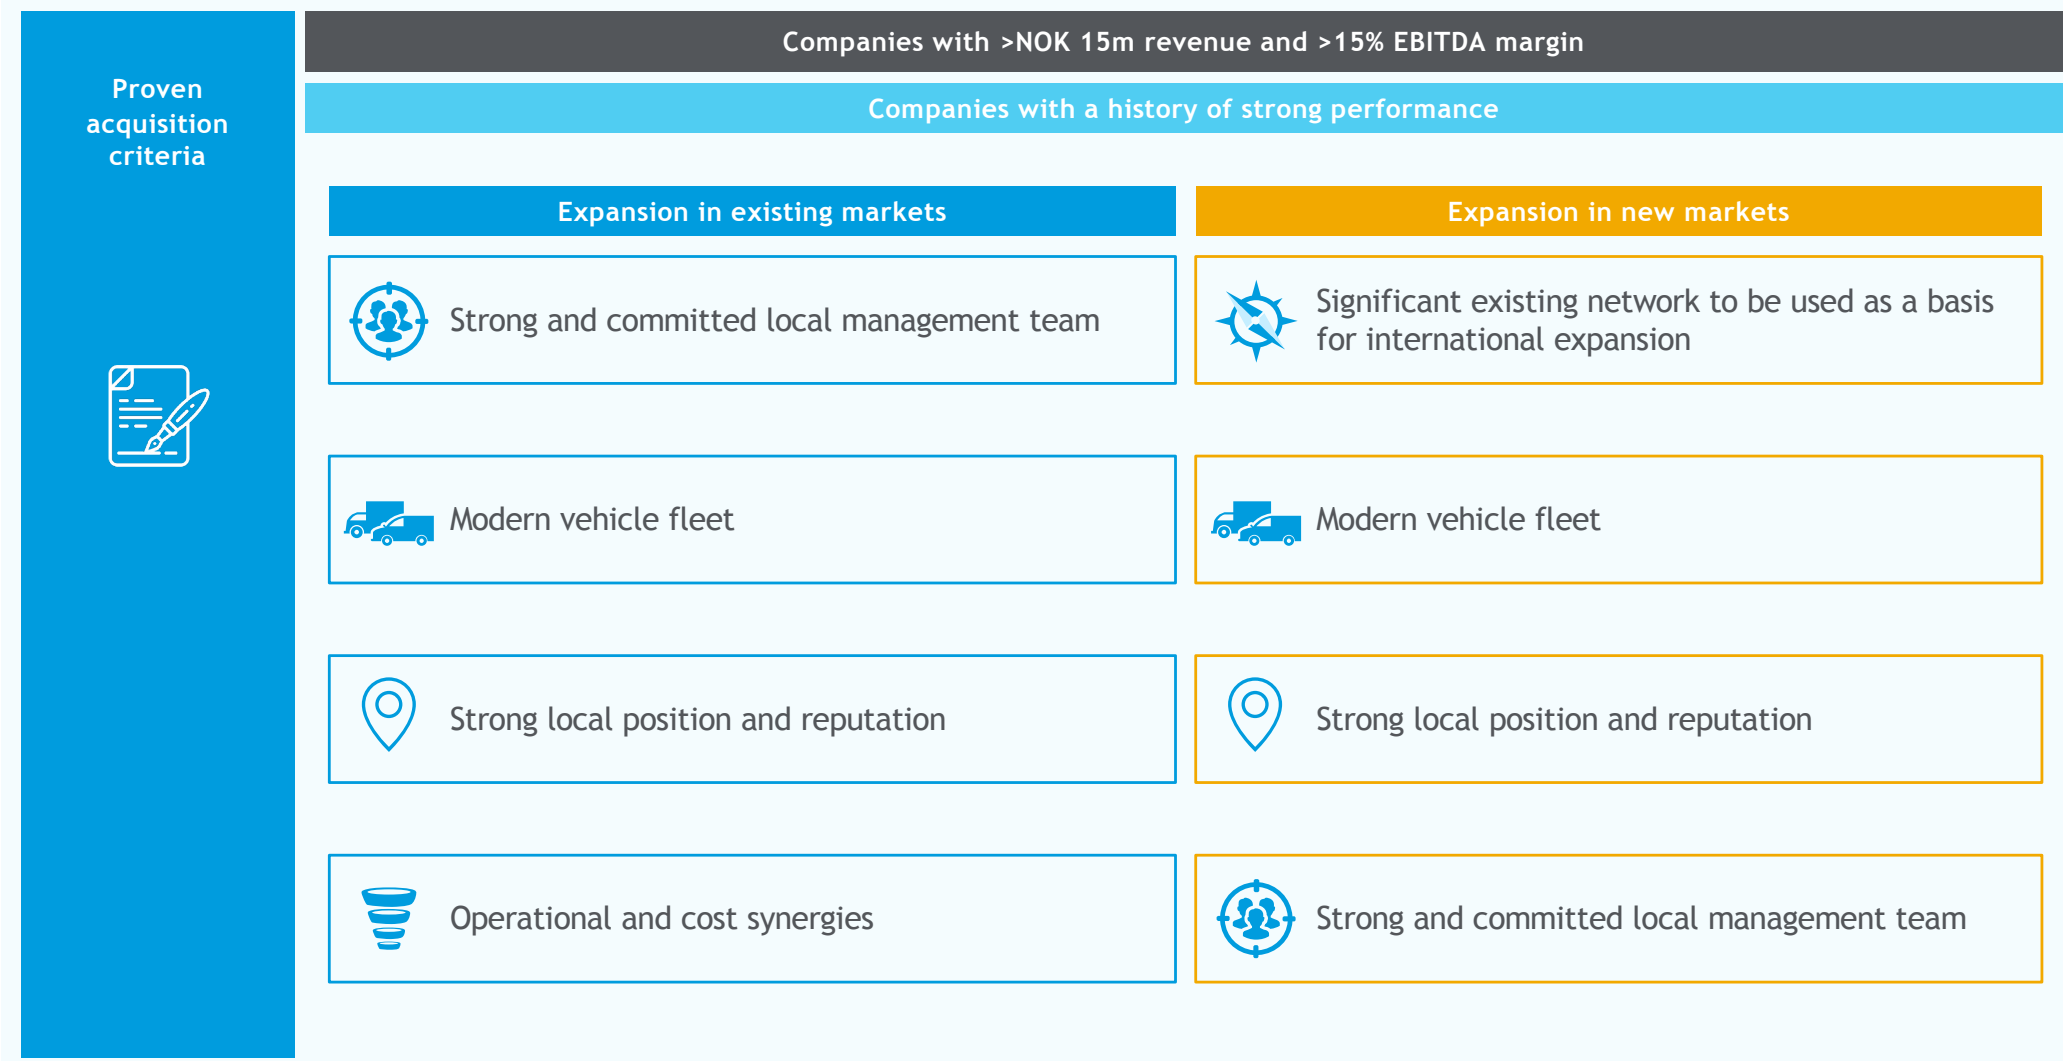 Proven
acquisition
criteria
Companies with >NOK 15m revenue and >15% EBITDA margin
Companies with a history of strong performance
Expansion in existing markets
Strong and committed local management team
Modern vehicle fleet
Strong local position and reputation
Operational and cost synergies
Expansion in new markets
Significant existing network to be used as a basis
for international expansion
Modern vehicle fleet
Strong local position and reputation
Strong and committed local management team